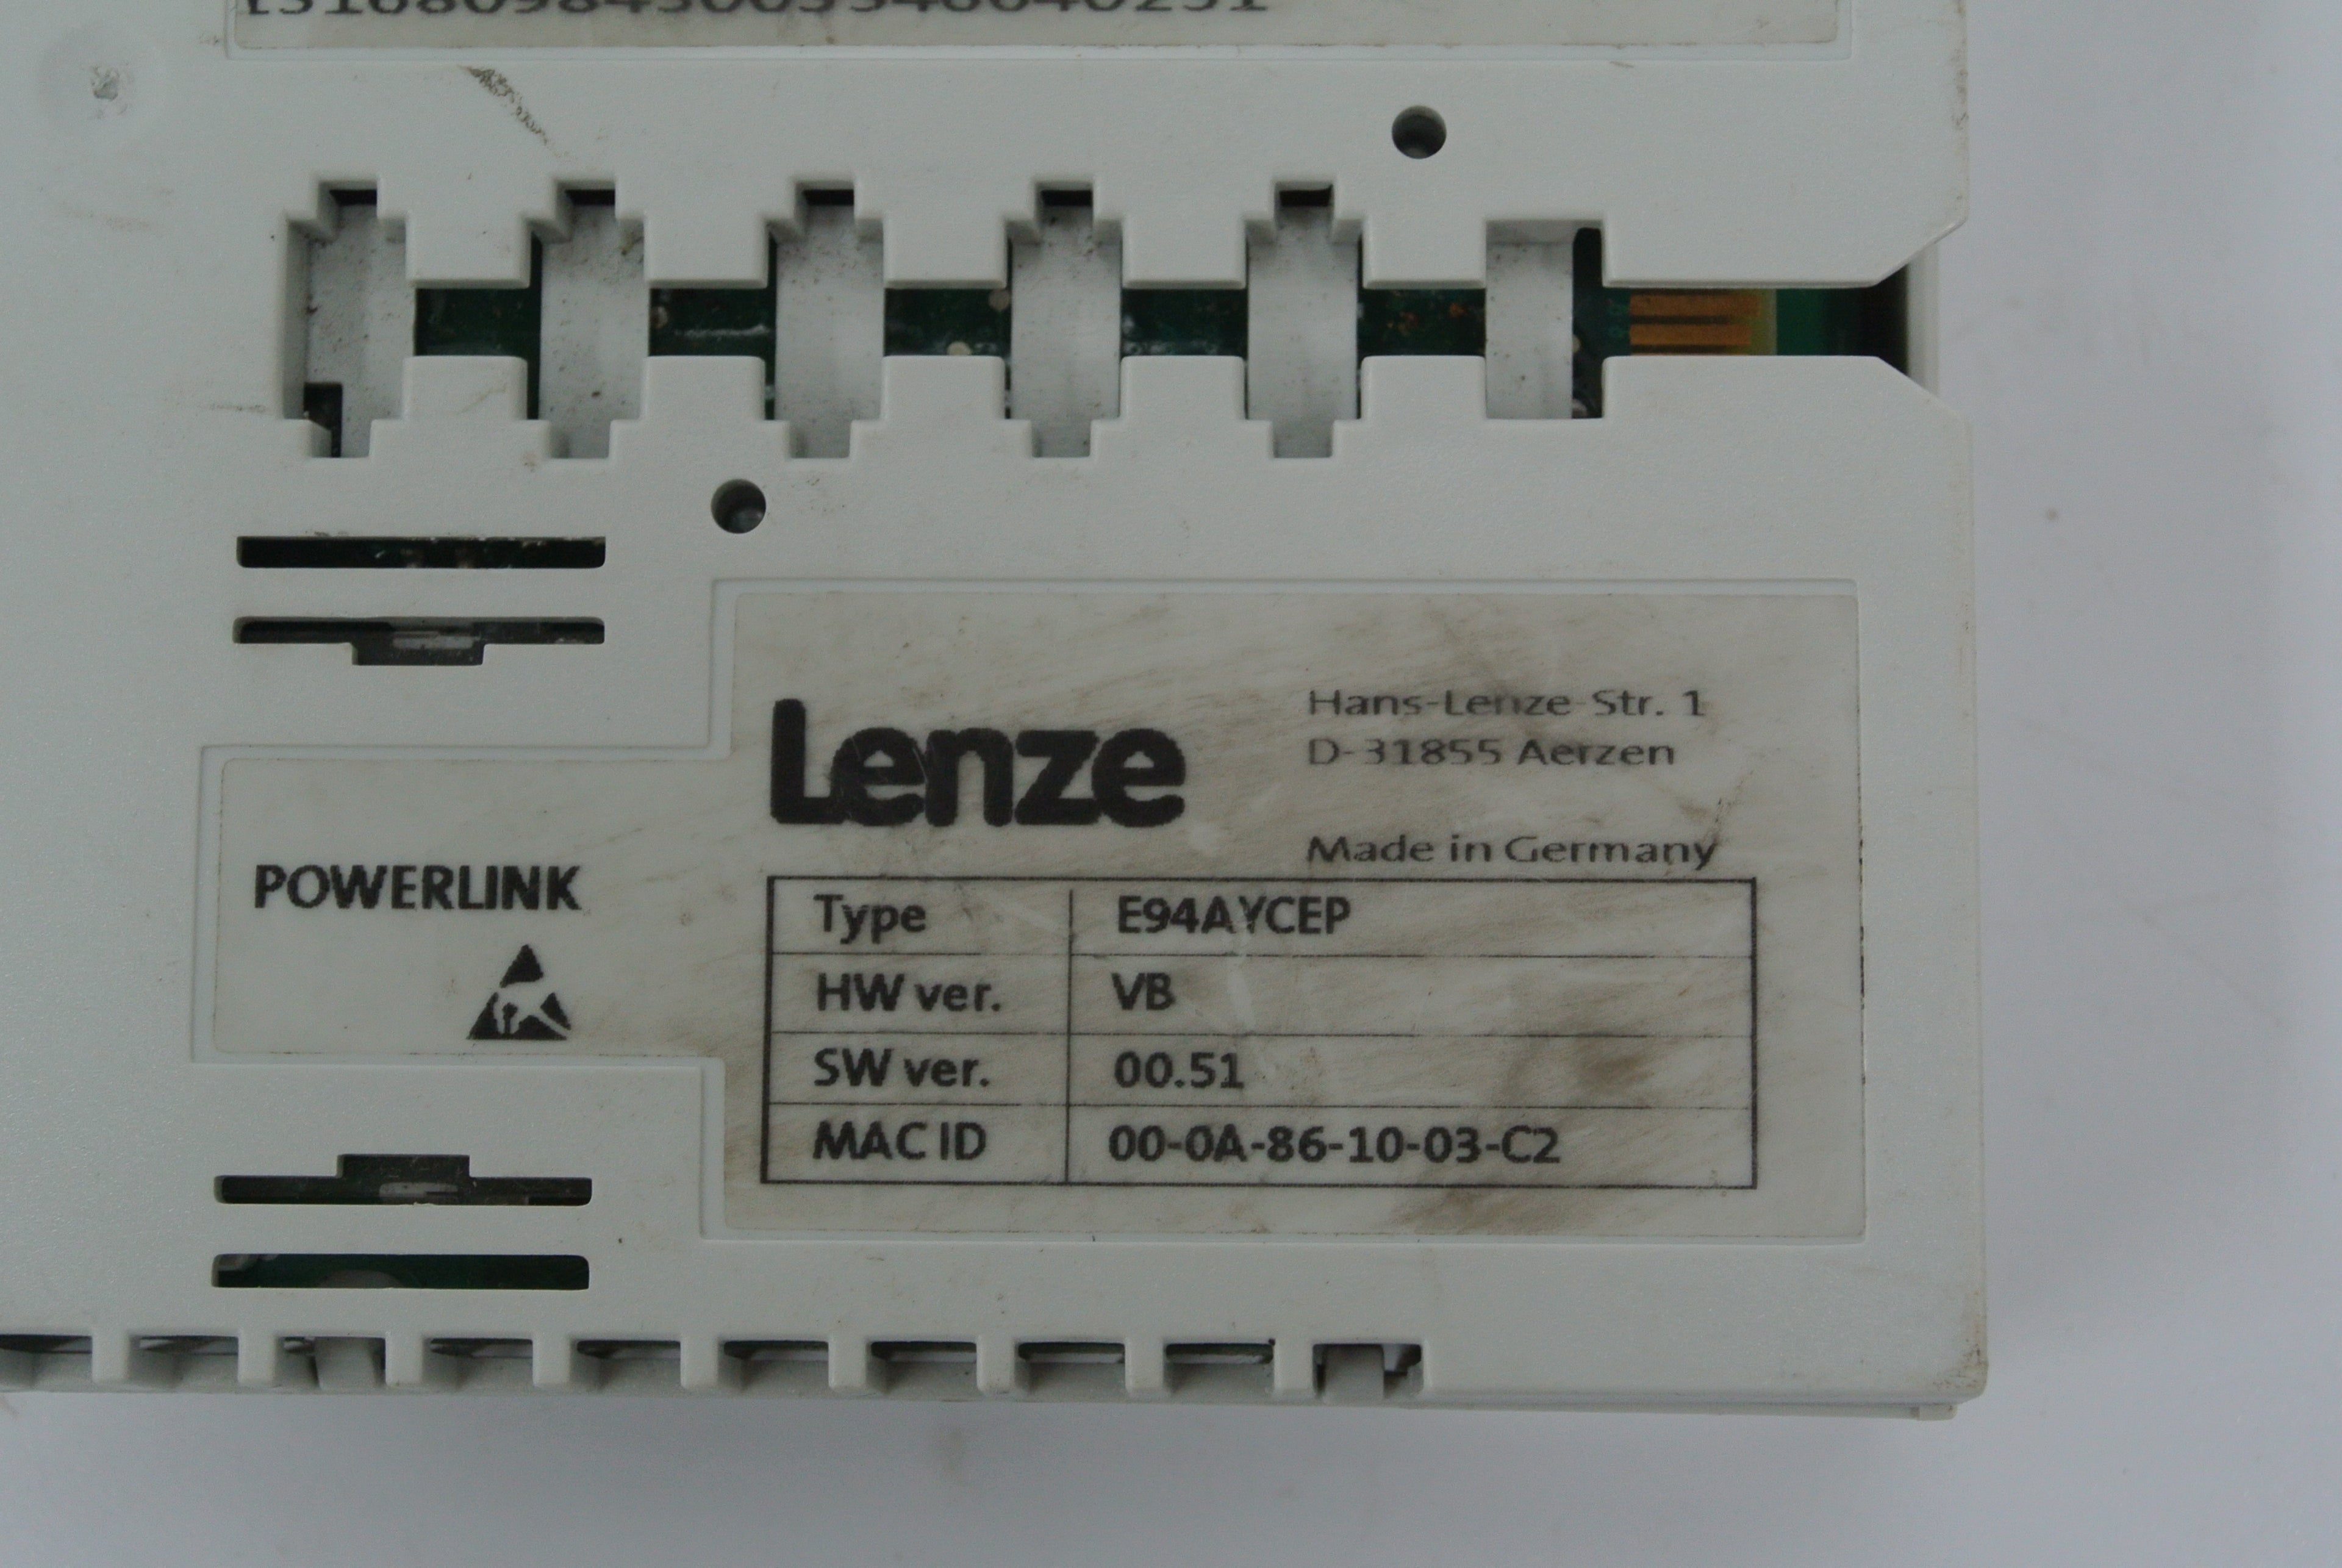 Lenze
Hans-Lenze-Str. 1
D-31855 Aerzen
Made in Germany
POWERLINK
Type E94AYCEP
HW ver. VB
SW ver. 00.51
MAC ID 00-0A-86-10-03-C2